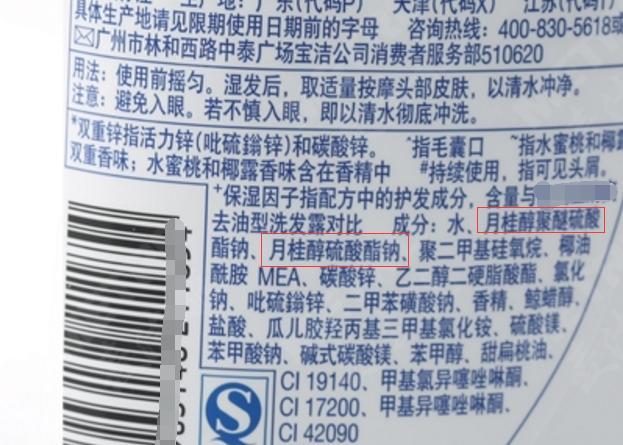 产地:广东(代码P) 天津(代码X) 江苏(代码T)
具体生产地请见限期使用日期前的字母 咨询热线:400-830-5618或
广州市林和西路中泰广场宝洁公司消费者服务部510620
用法:使用前摇匀。湿发后,取适量按摩头部皮肤,以清水冲净。
注意:避免入眼。若不慎入眼,即以清水彻底冲洗。
*双重锌指活力锌(吡硫鎓锌)和碳酸锌。 ^指毛囊口 ~指水蜜桃和椰露
双重香味;水蜜桃和椰露香味含在香精中 #持续使用,指可见头屑。
+保湿因子指配方中的护发成分,含量与
去油型洗发露对比 成分:水、月桂醇聚醚硫酸
酯钠、月桂醇硫酸酯钠、聚二甲基硅氧烷、椰油
酰胺 MEA、碳酸锌、乙二醇二硬脂酸酯、氯化
钠、吡硫鎓锌、二甲苯磺酸钠、香精、鲸蜡醇、
盐酸、瓜儿胶羟丙基三甲基氯化铵、硫酸镁、
苯甲酸钠、碱式碳酸镁、苯甲醇、甜扁桃油、
CI 19140、甲基氯异噻唑啉酮、
CI 17200、甲基异噻唑啉酮、
CI 42090